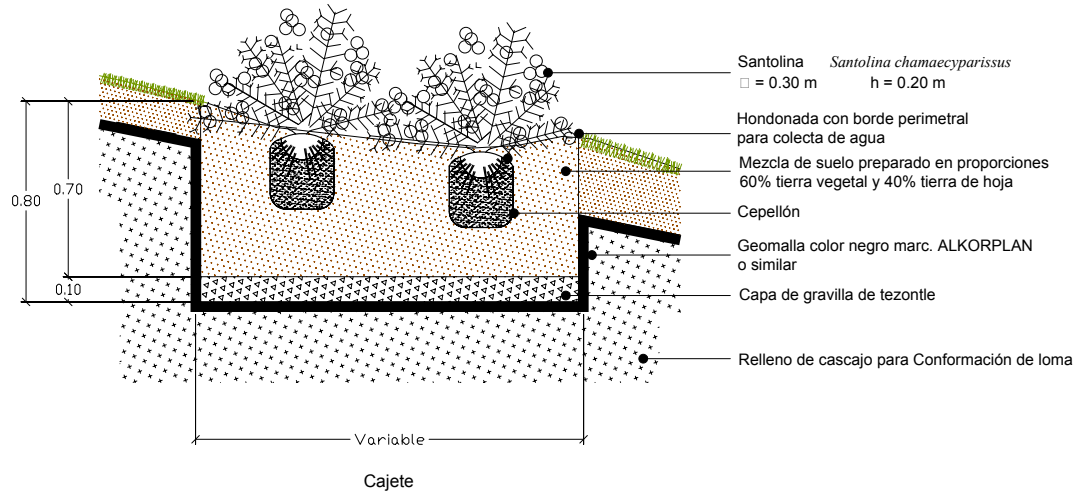 Santolina Santolina chamaecyparissus
□ = 0.30 m h = 0.20 m
Hondonada con borde perimetral
para colecta de agua
Mezcla de suelo preparado en proporciones
60% tierra vegetal y 40% tierra de hoja
Cepellón
Geomalla color negro marc. ALKORPLAN
o similar
Capa de gravilla de tezontle
Relleno de cascajo para Conformación de loma
0.80
0.70
0.10
Variable
Cajete